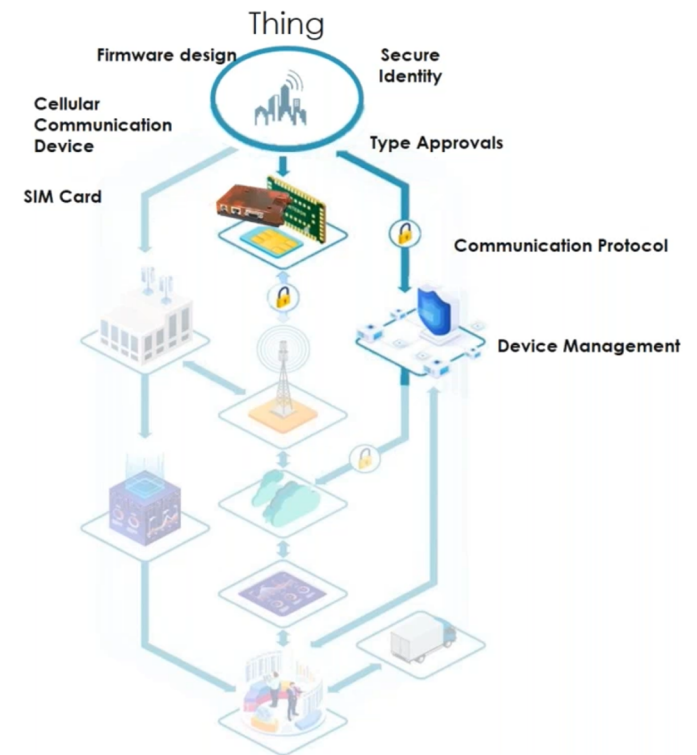 Thing
Firmware design
Secure
Identity
Cellular
Communication
Device
Type Approvals
SIM Card
Communication Protocol
Device Management